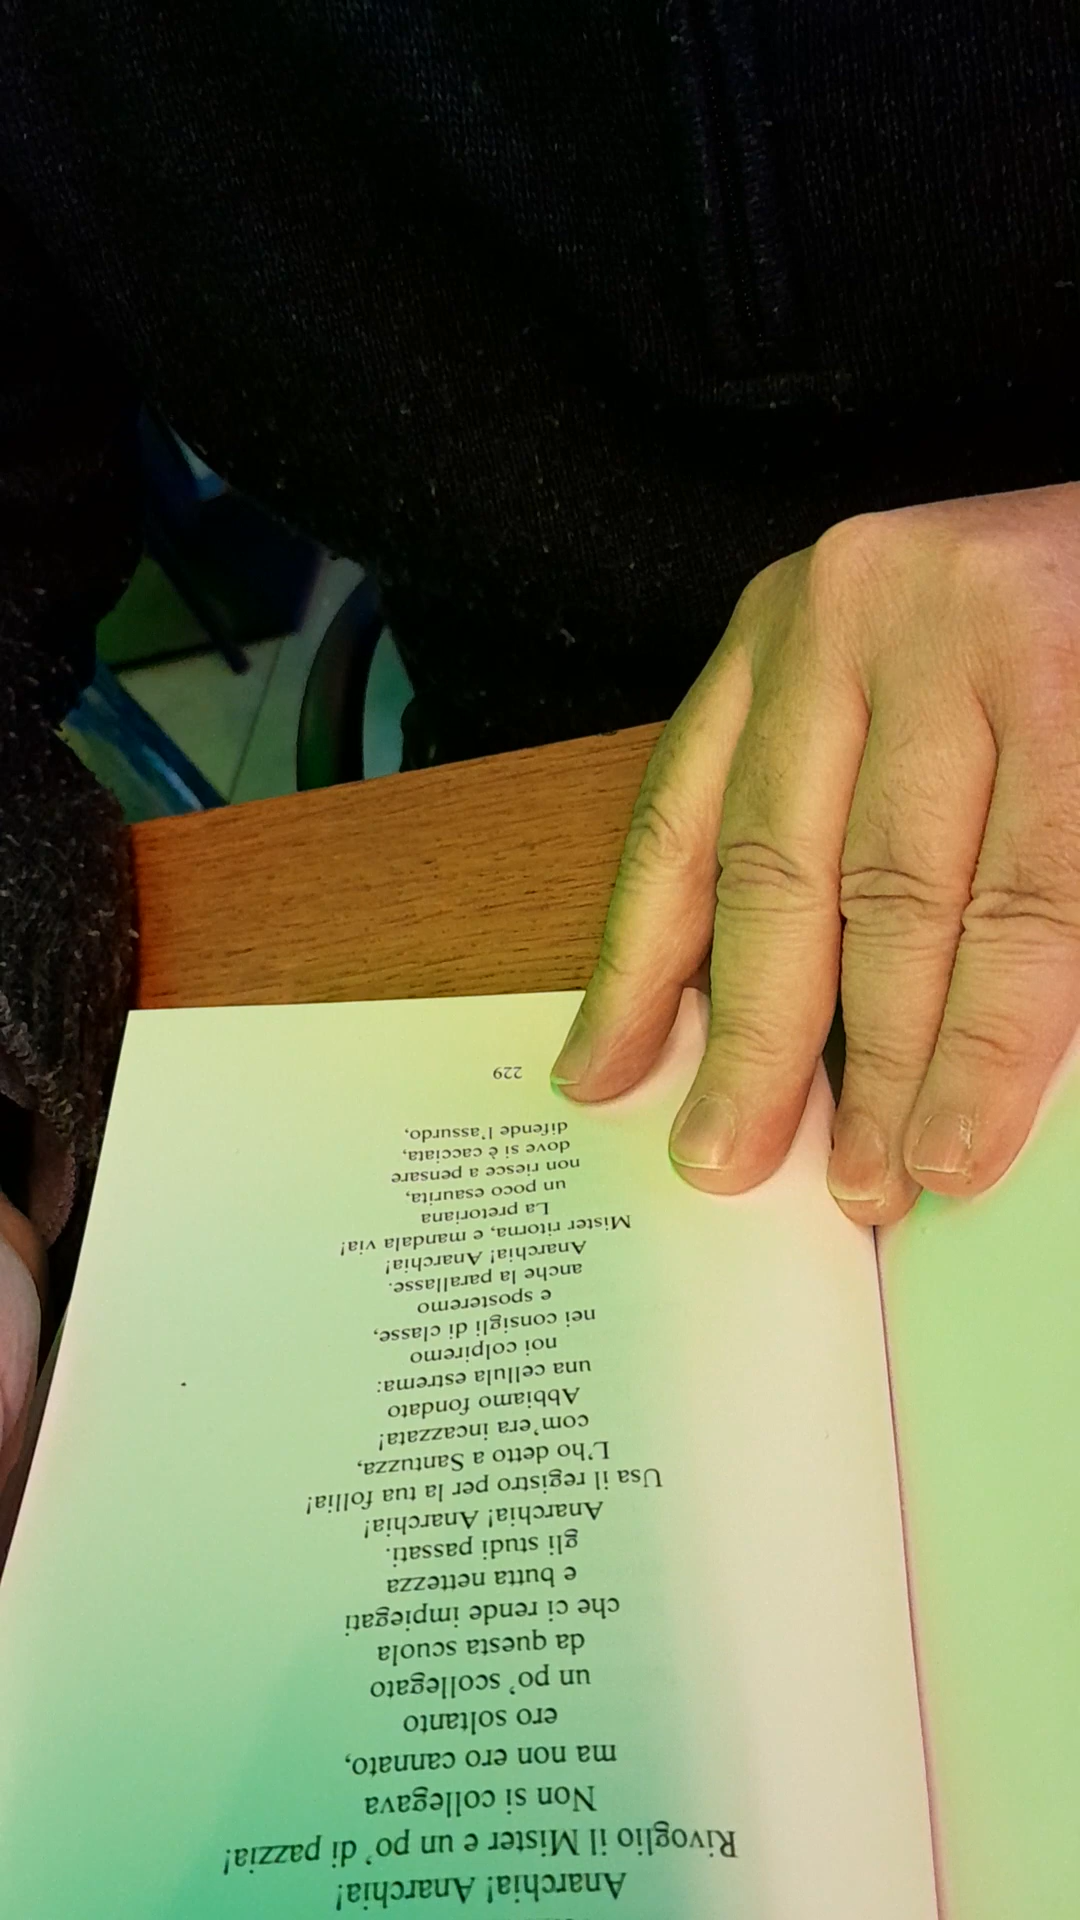 Anarchia! Anarchia!
Rivoglio il Mister e un po' di pazzia!
Non si collegava
ma non ero cannato,
ero soltanto
un po' scollegato
da questa scuola
che ci rende impiegati
e butta nettezza
gli studi passati.
Anarchia! Anarchia!
Usa il registro per la tua follia!
L'ho detto a Santuzza,
com'era incazzata!
Abbiamo fondato
una cellula estrema:
noi colpiremo
nei consigli di classe,
e sposteremo
anche la parallasse.
Anarchia! Anarchia!
Mister ritorna, e mandala via!
La pretoriana
un poco esaurita,
non riesce a pensare
dove si è cacciata,
difende l'assurdo,
229